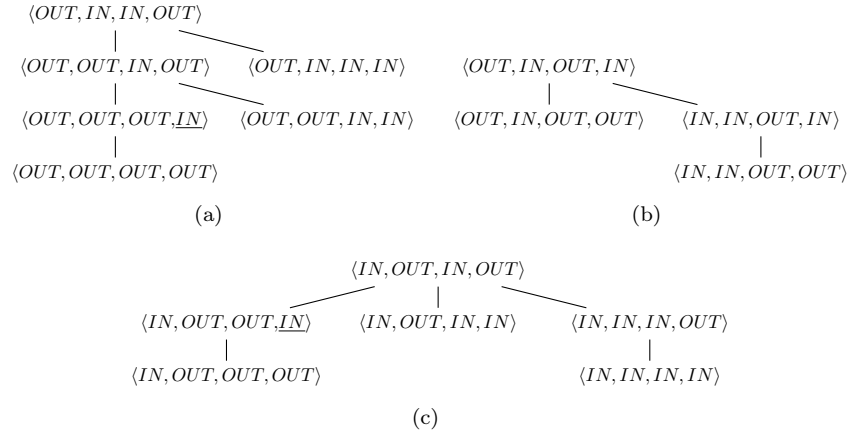 ⟨OUT, IN, IN, OUT⟩
⟨OUT, OUT, IN, OUT⟩ ⟨OUT, IN, IN, IN⟩
⟨OUT, OUT, OUT, IN⟩ ⟨OUT, OUT, IN, IN⟩
⟨OUT, OUT, OUT, OUT⟩
(a)
⟨OUT, IN, OUT, IN⟩
⟨OUT, IN, OUT, OUT⟩ ⟨IN, IN, OUT, IN⟩
⟨IN, IN, OUT, OUT⟩
(b)
⟨IN, OUT, IN, OUT⟩
⟨IN, OUT, OUT, IN⟩ ⟨IN, OUT, IN, IN⟩ ⟨IN, IN, IN, OUT⟩
⟨IN, OUT, OUT, OUT⟩ ⟨IN, IN, IN, IN⟩
(c)